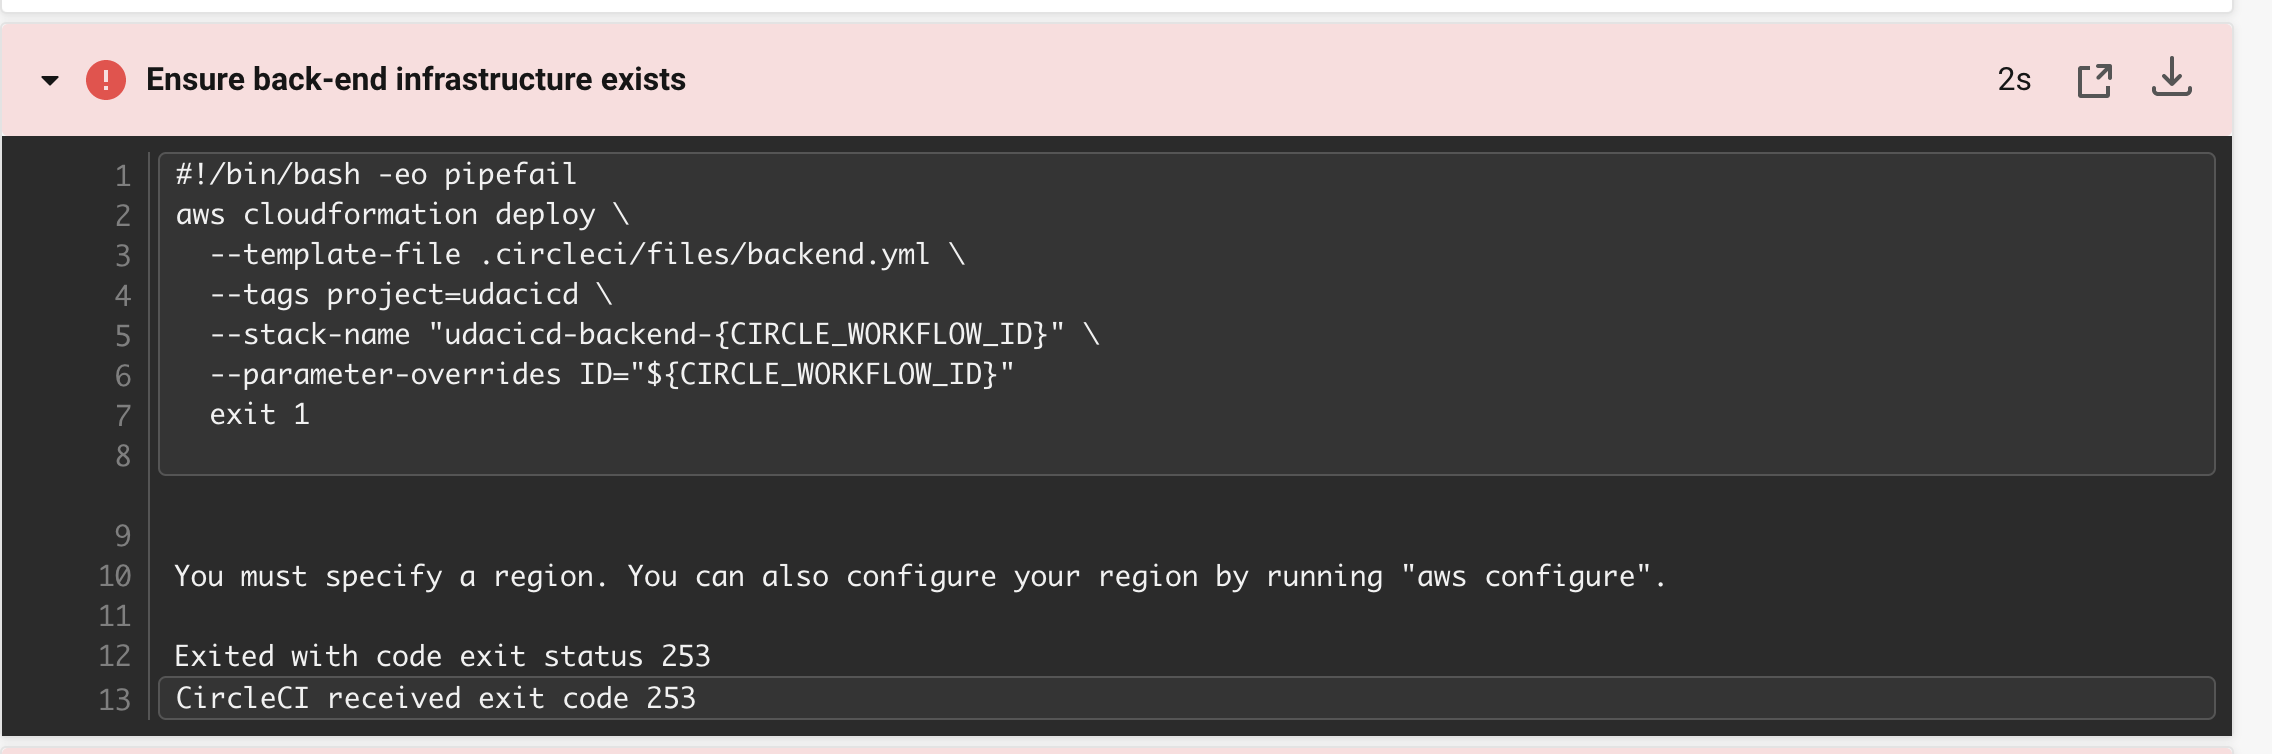 Ensure back-end infrastructure exists 2s
1 #!/bin/bash -eo pipefail
2 aws cloudformation deploy \
3 --template-file .circleci/files/backend.yml \
4 --tags project=udacicd \
5 --stack-name "udacicd-backend-{CIRCLE_WORKFLOW_ID}" \
6 --parameter-overrides ID="${CIRCLE_WORKFLOW_ID}"
7 exit 1
8
9
10 You must specify a region. You can also configure your region by running "aws configure".
11
12 Exited with code exit status 253
13 CircleCI received exit code 253